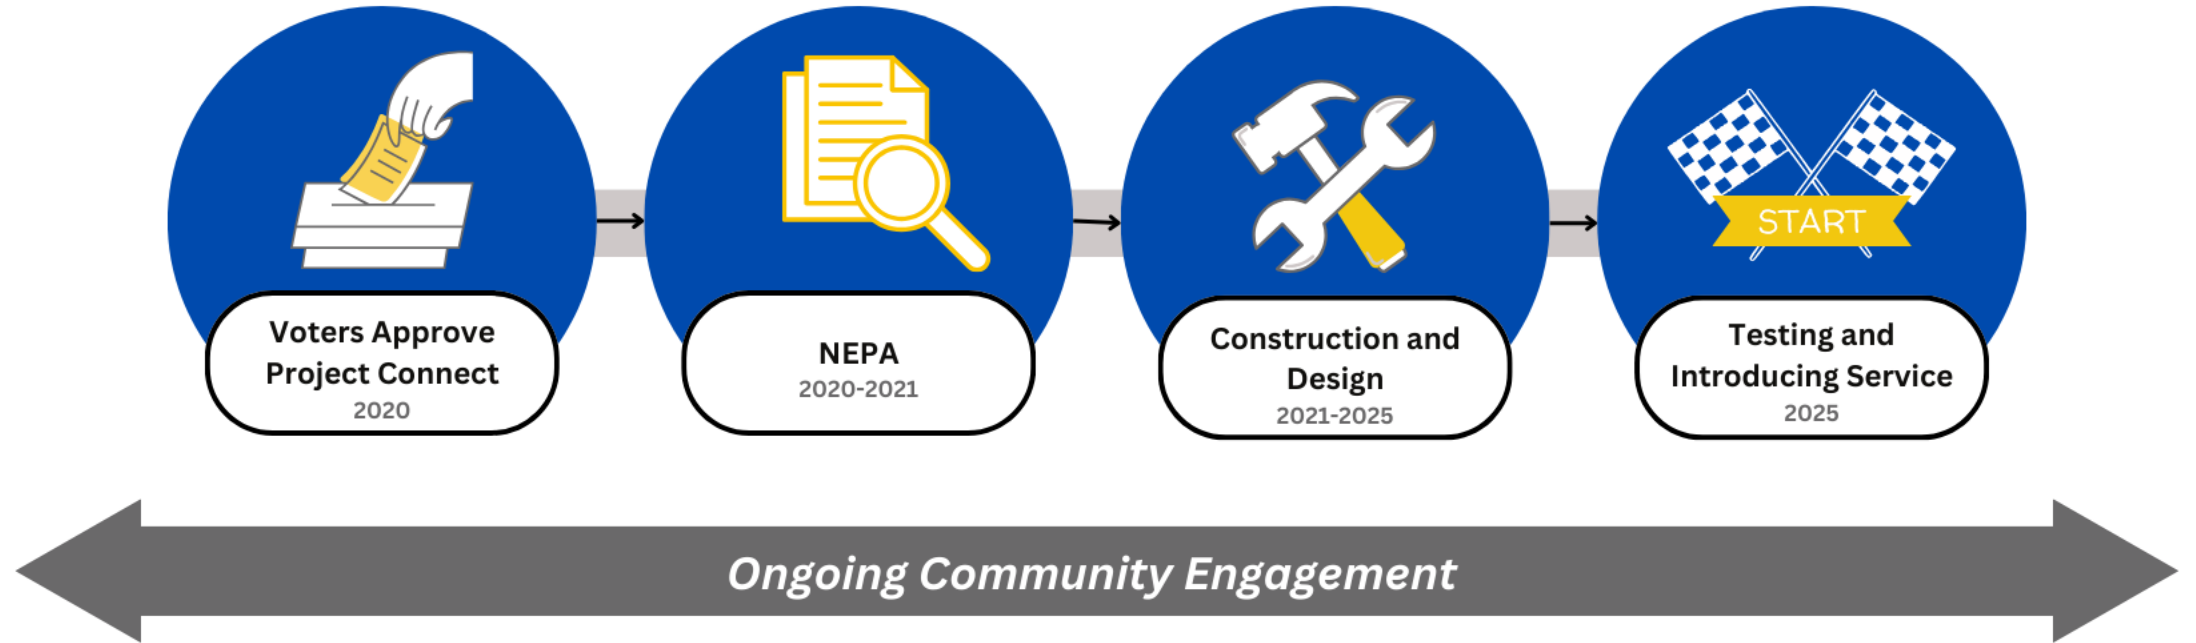 START
Voters Approve
Project Connect
2020
NEPA
2020-2021
Construction and
Design
2021-2025
Testing and
Introducing Service
2025
Ongoing Community Engagement